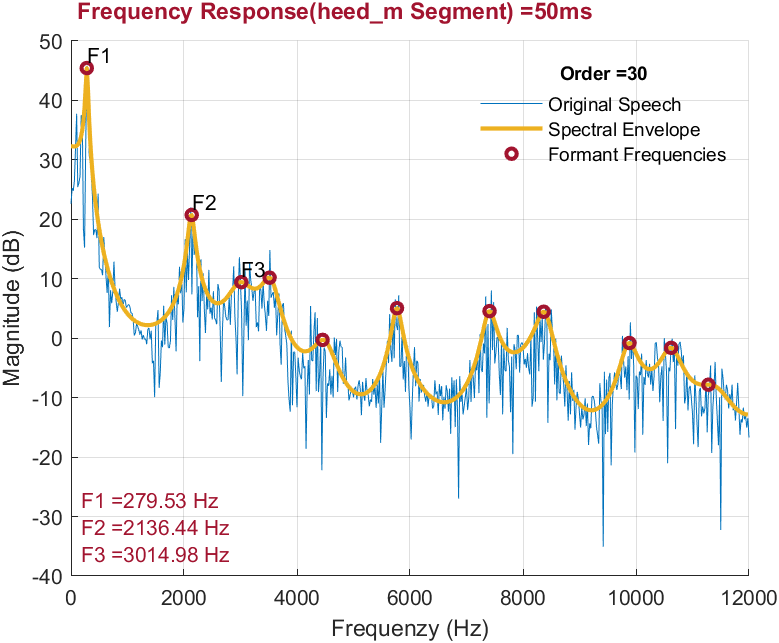 Frequency Response(heed_m Segment) =50ms
50
40
30
20
10
0
-10
-20
-30
-40
Magnitude (dB)
F1
F2
F3
Order =30
Original Speech
Spectral Envelope
Formant Frequencies
F1 =279.53 Hz
F2 =2136.44 Hz
F3 =3014.98 Hz
0 2000 4000 6000 8000 10000 12000
Frequenzy (Hz)